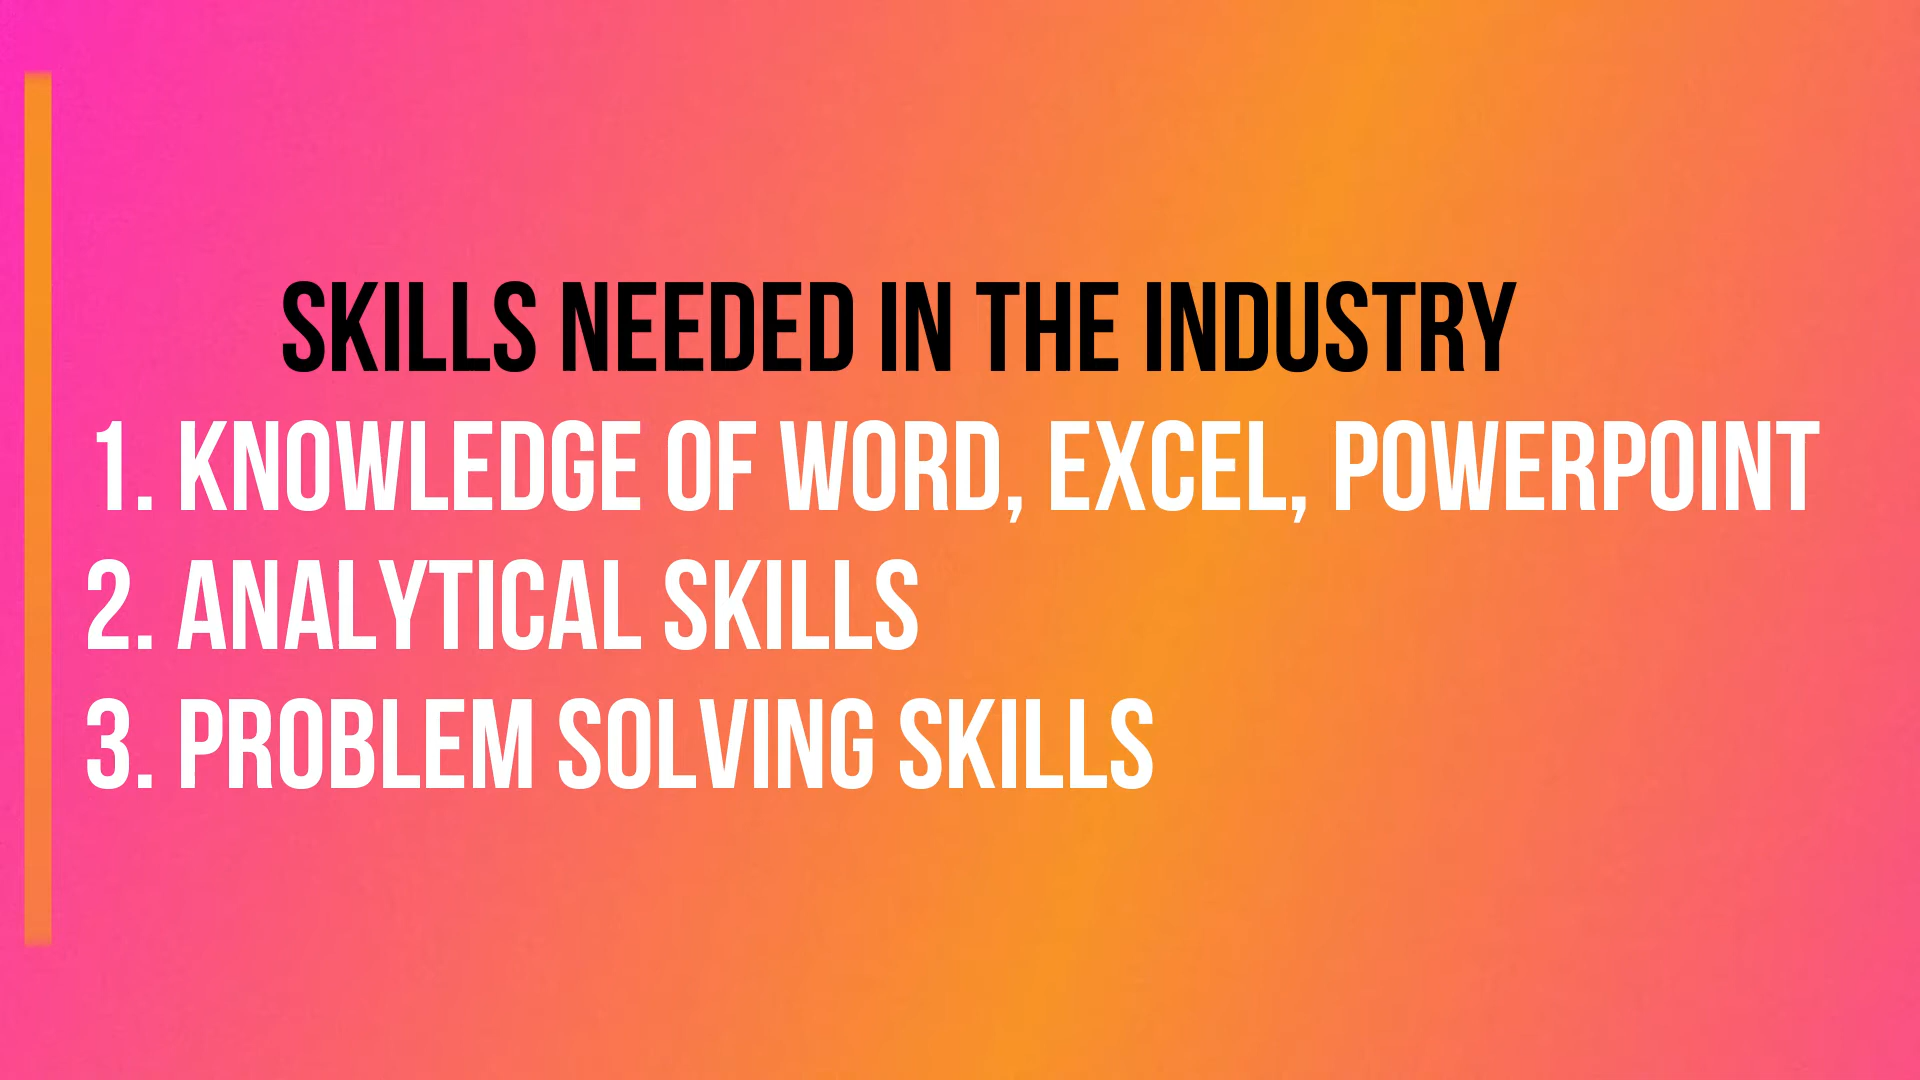 SKILLS NEEDED IN THE INDUSTRY
1. KNOWLEDGE OF WORD, EXCEL, POWERPOINT
2. ANALYTICAL SKILLS
3. PROBLEM SOLVING SKILLS